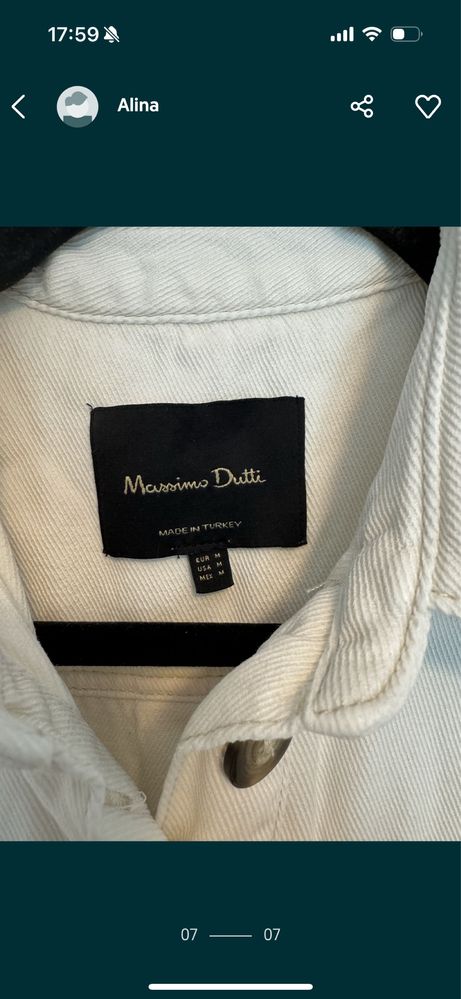 17:59
Alina
Massimo Dutti
MADE IN TURKEY
EUR M
USA M
MEX M
07 07